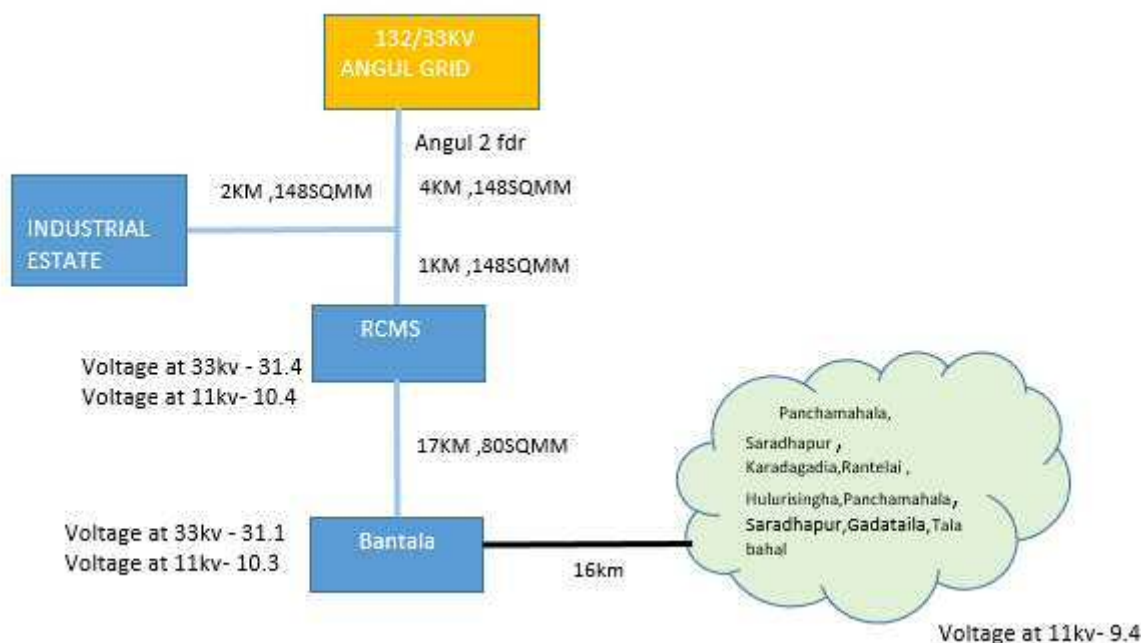 132/33KV
ANGUL GRID
Angul 2 fdr
2KM ,148SQMM
4KM ,148SQMM
INDUSTRIAL
ESTATE
1KM ,148SQMM
RCMS
Voltage at 33kv - 31.4
Voltage at 11kv- 10.4
17KM ,80SQMM
Panchamahala,
Saradhapur ,
Karadagadia,Rantelai ,
Hulurisingha,Panchamahala,
Saradhapur,Gadataila,Tala
bahal
Voltage at 33kv - 31.1
Voltage at 11kv- 10.3
Bantala
16km
Voltage at 11kv- 9.4